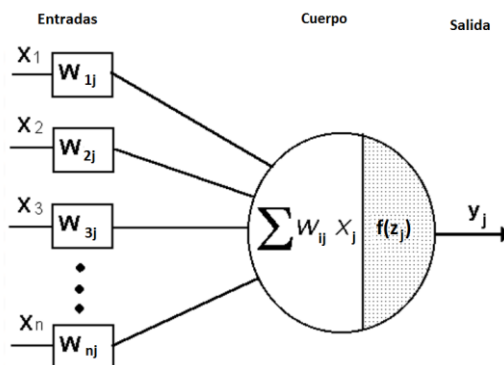 Entradas
Cuerpo
Salida
X1
W1j
X2
W2j
X3
W3j
Xn
Wnj
∑ Wij Xj
f(zj)
yj